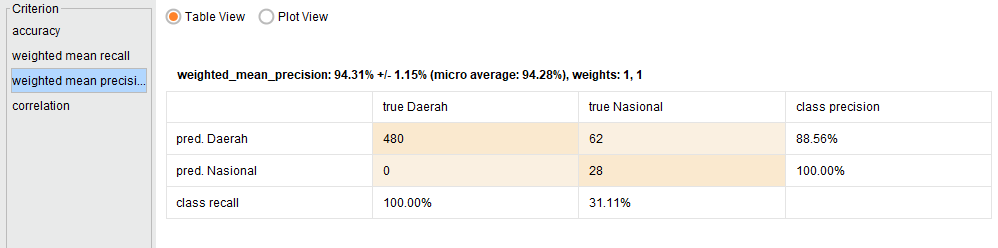 Criterion
accuracy
weighted mean recall
weighted mean precisi...
correlation
Table View Plot View
weighted_mean_precision: 94.31% +/- 1.15% (micro average: 94.28%), weights: 1, 1
true Daerah true Nasional class precision
pred. Daerah 480 62 88.56%
pred. Nasional 0 28 100.00%
class recall 100.00% 31.11%